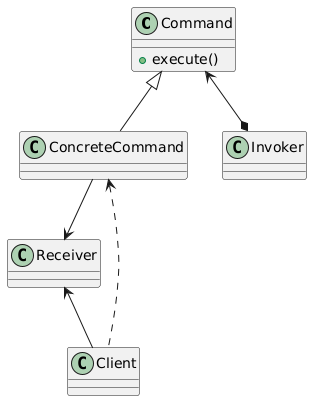 C Command
execute()
C ConcreteCommand
C Invoker
C Receiver
C Client